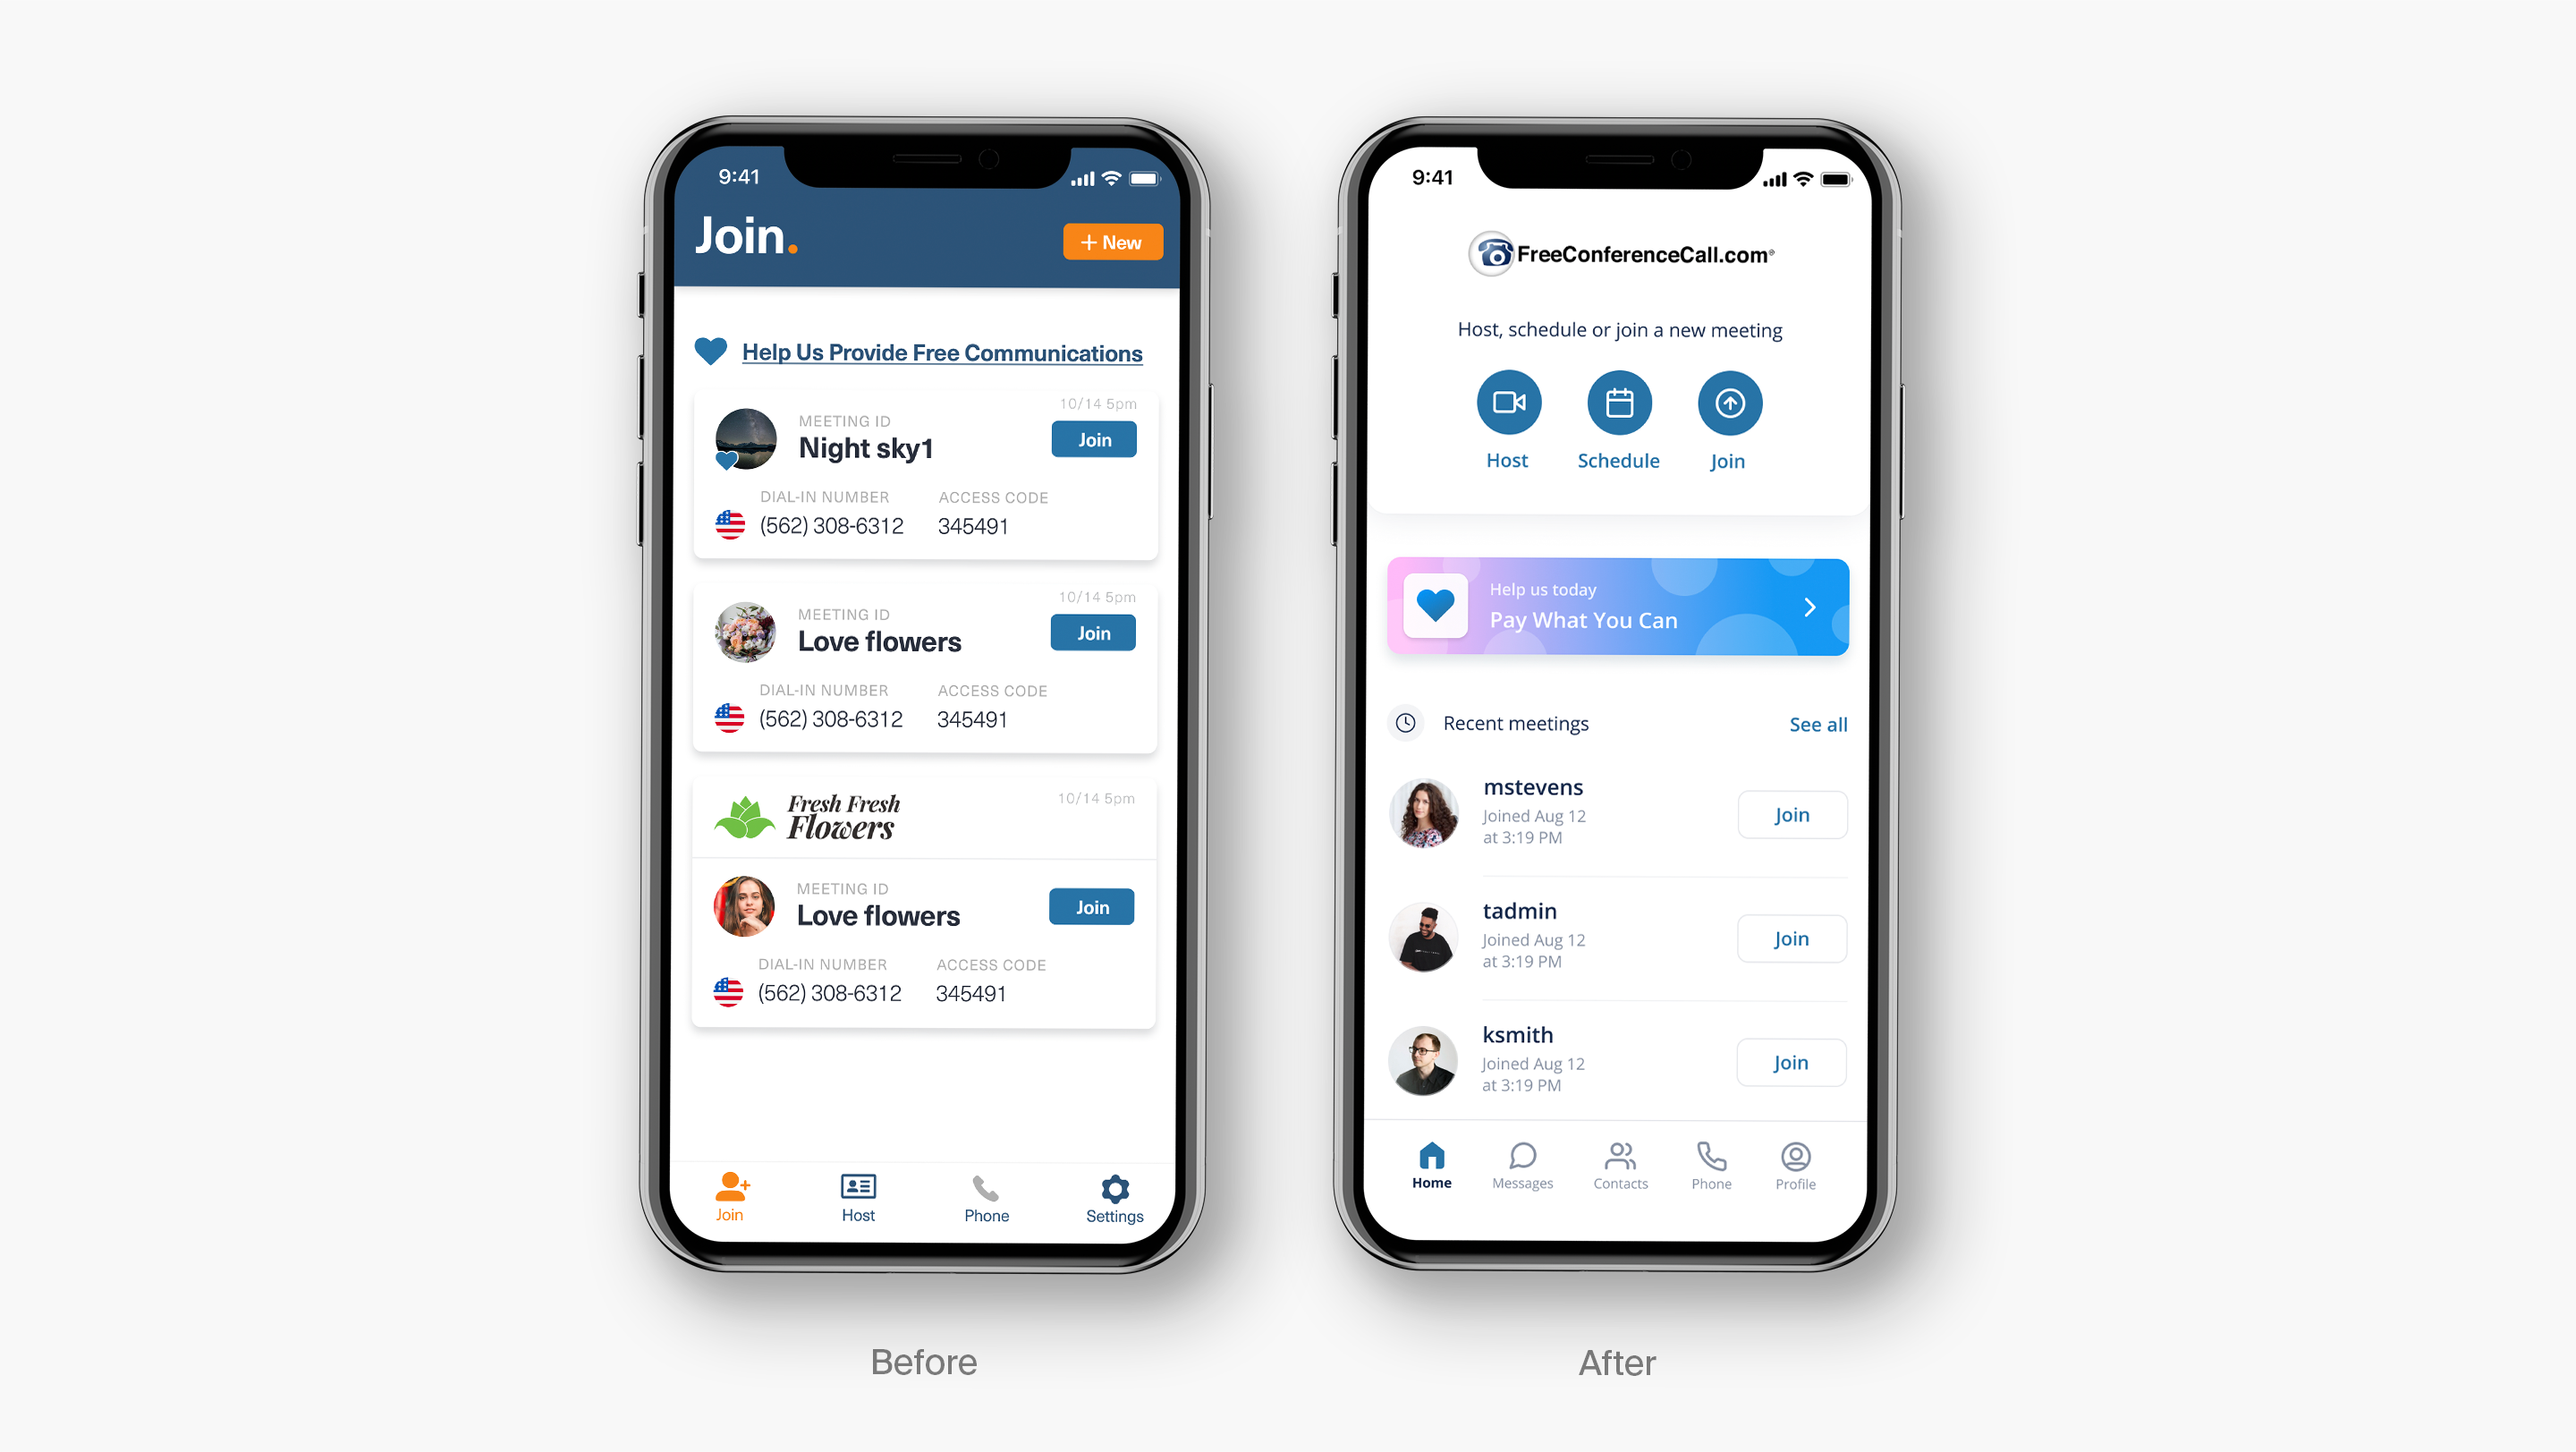 9:41
Join.
+ New
Help Us Provide Free Communications
10/14 5pm
MEETING ID
Night sky1
Join
DIAL-IN NUMBER
ACCESS CODE
(562) 308-6312
345491
10/14 5pm
MEETING ID
Love flowers
Join
DIAL-IN NUMBER
ACCESS CODE
(562) 308-6312
345491
Fresh Fresh
Flowers
10/14 5pm
MEETING ID
Love flowers
Join
DIAL-IN NUMBER
ACCESS CODE
(562) 308-6312
345491
Join
Host
Phone
Settings
Before
9:41
FreeConferenceCall.com®
Host, schedule or join a new meeting
Host
Schedule
Join
Help us today
Pay What You Can
Recent meetings
See all
mstevens
Joined Aug 12
at 3:19 PM
Join
tadmin
Joined Aug 12
at 3:19 PM
Join
ksmith
Joined Aug 12
at 3:19 PM
Join
Home
Messages
Contacts
Phone
Profile
After